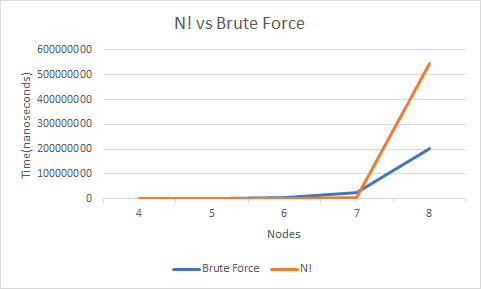 N! vs Brute Force
600000000
500000000
400000000
300000000
200000000
100000000
0
Time(nanoseconds)
4 5 6 7 8
Nodes
Brute Force N!